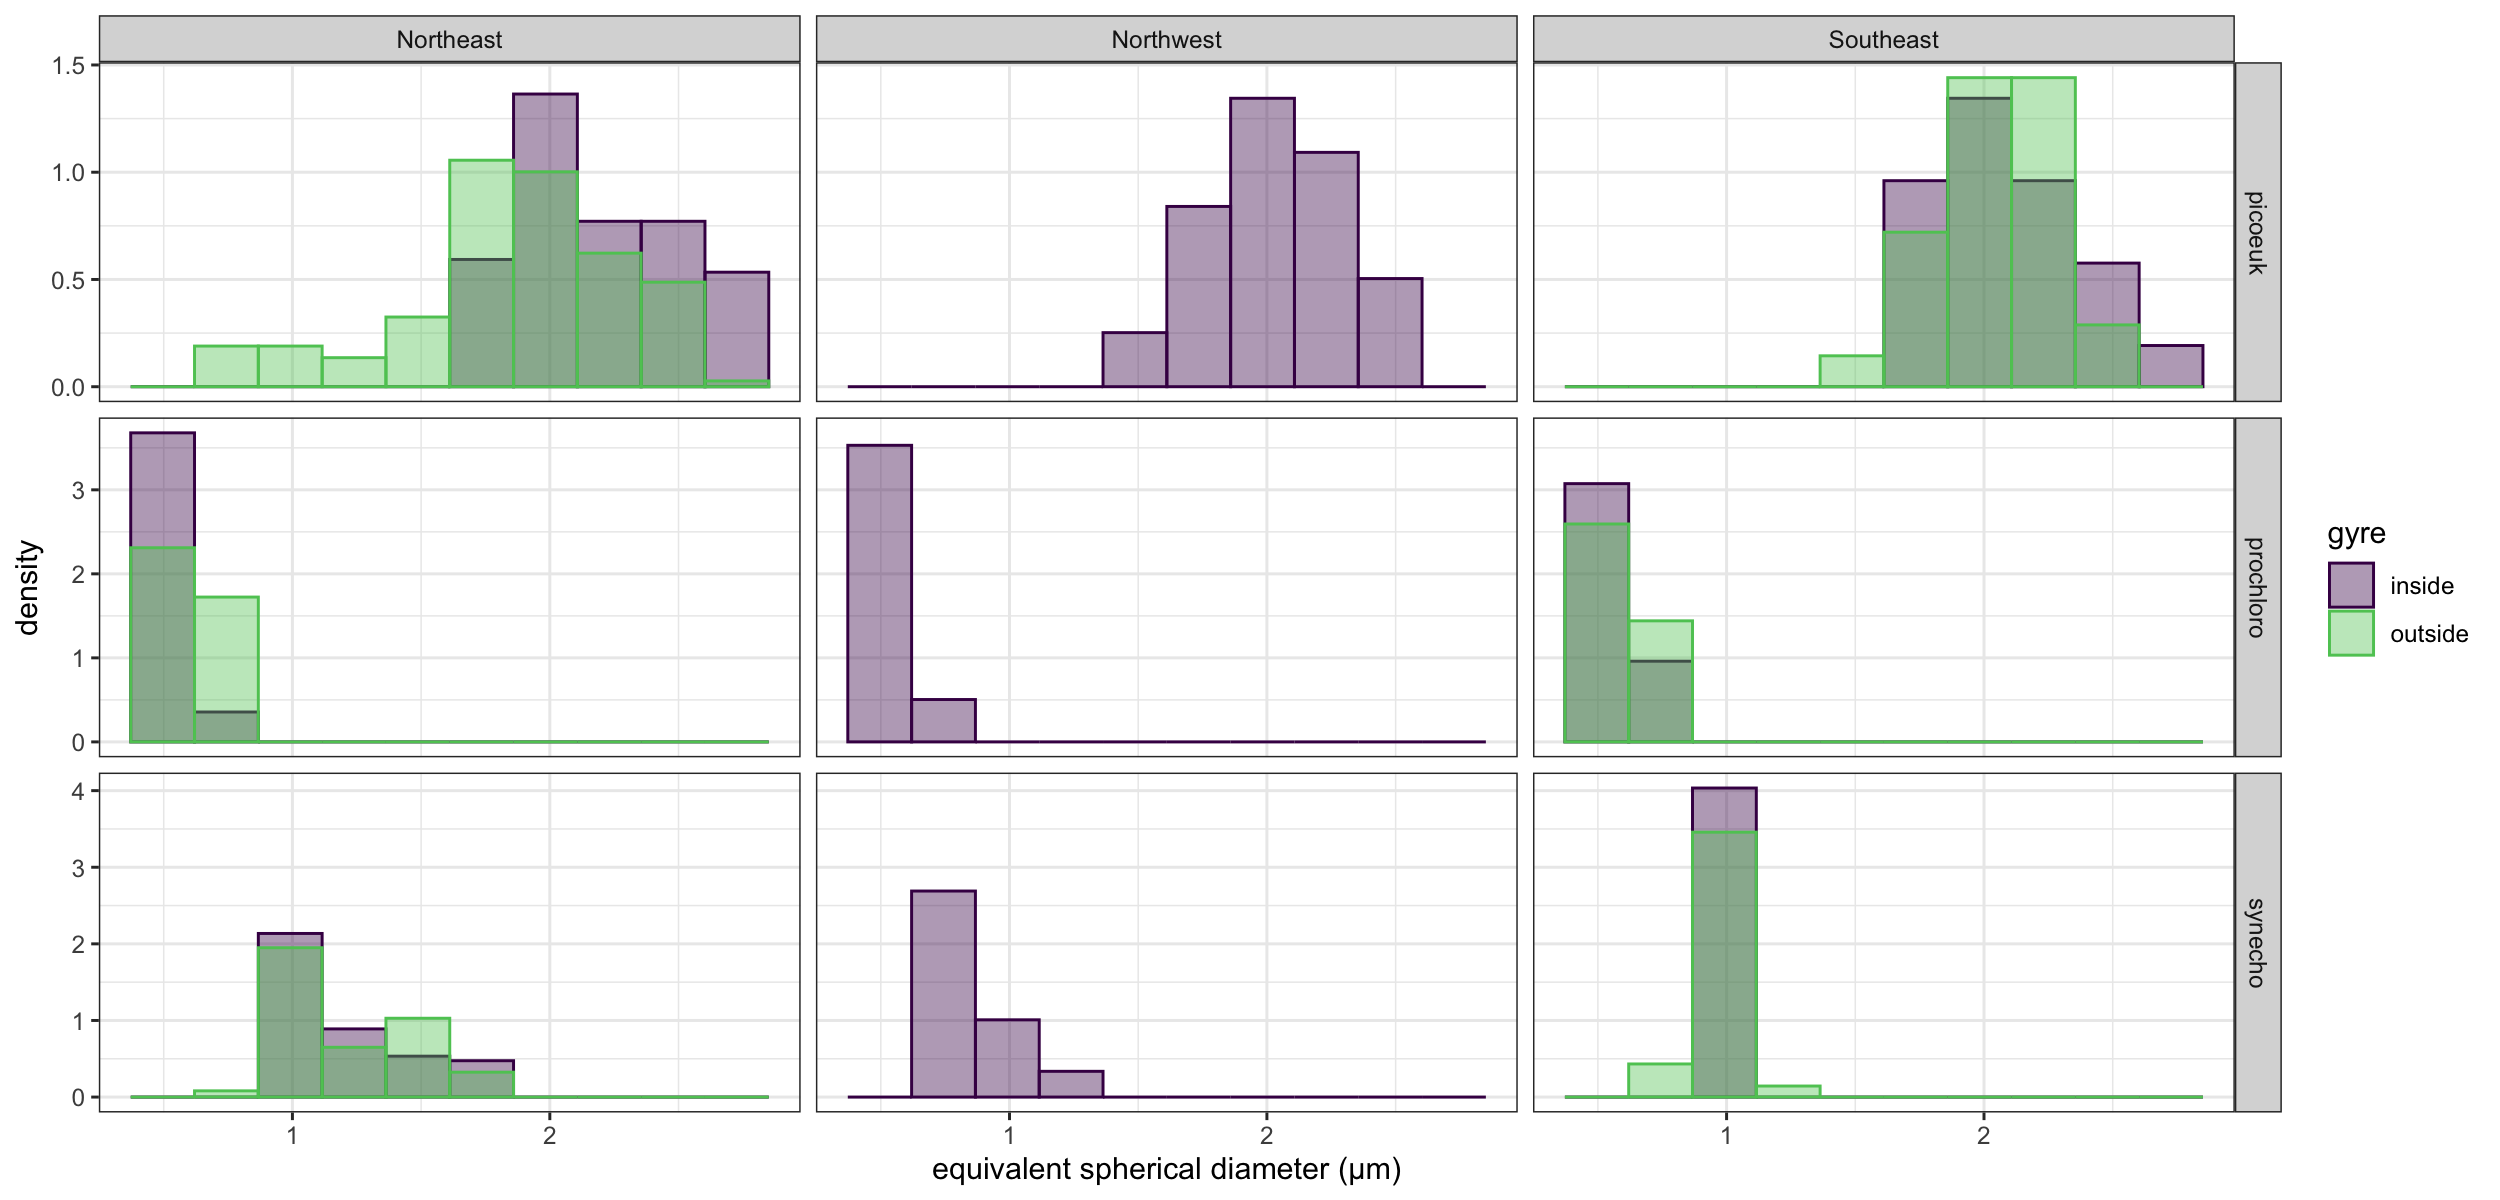 Northeast
Northwest
Southeast
1.5
1.0
0.5
0.0
picoeuk
3
2
1
0
prochloro
4
3
2
1
0
synecho
1
2
1
2
1
2
equivalent spherical diameter (μm)
density
gyre
inside
outside